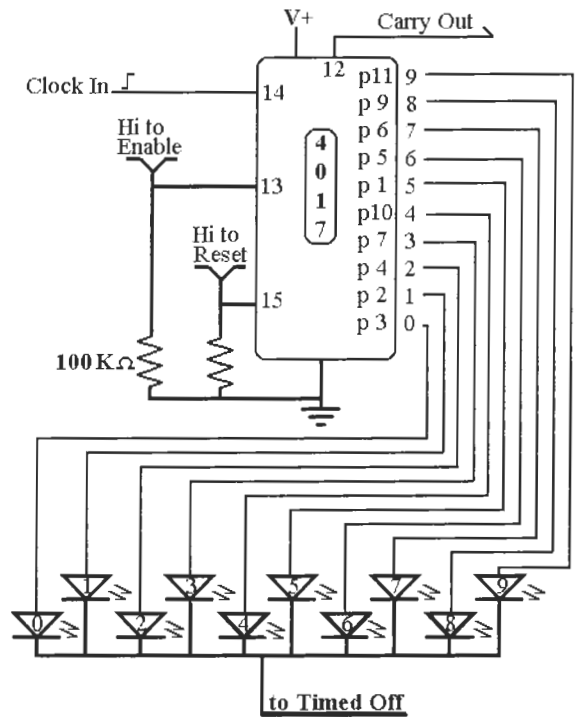 V+
Carry Out
12
Clock In
14
Hi to
Enable
13
Hi to
Reset
15
100 KΩ
4
0
1
7
p11 9
p 9 8
p 6 7
p 5 6
p 1 5
p10 4
p 7 3
p 4 2
p 2 1
p 3 0
1 3 5 7 9
0 2 4 6 8
to Timed Off